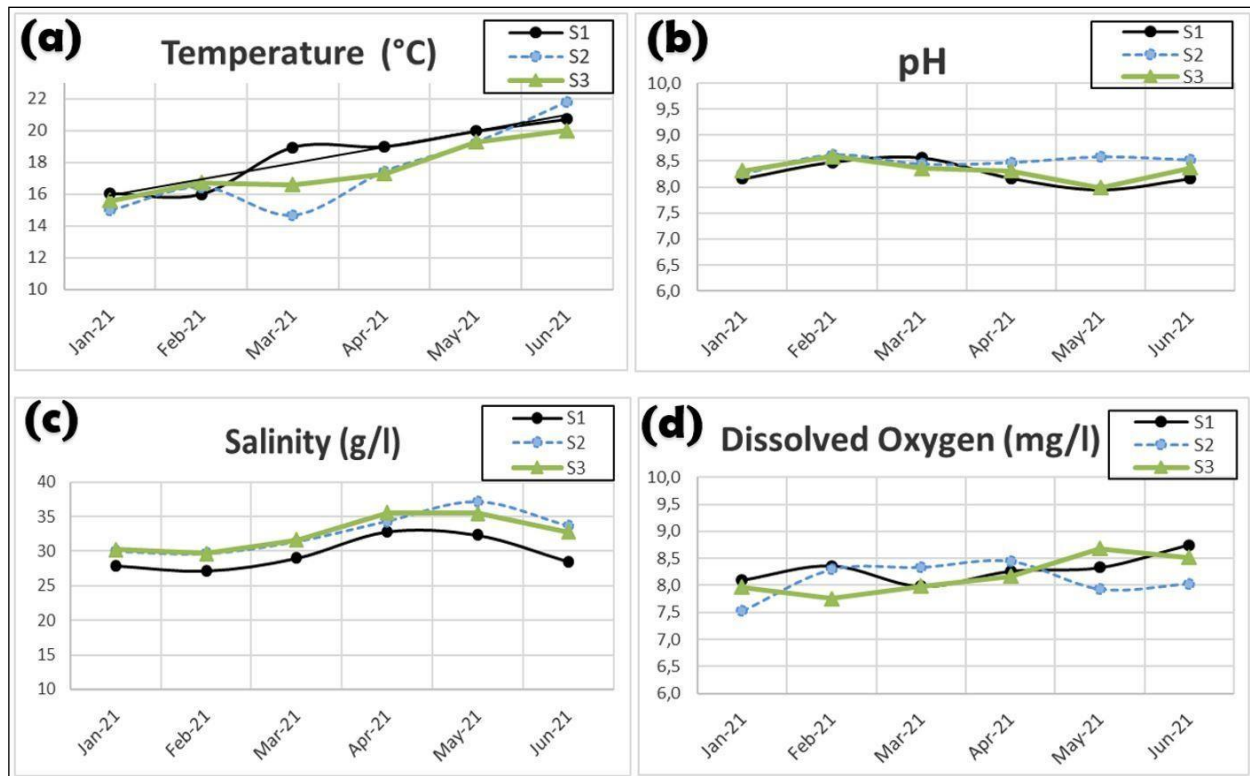 (a)
Temperature (°C)
S1
S2
S3
22
20
18
16
14
12
10
Jan-21
Feb-21
Mar-21
Apr-21
May-21
Jun-21
(b)
pH
S1
S2
S3
10,0
9,5
9,0
8,5
8,0
7,5
7,0
6,5
6,0
Jan-21
Feb-21
Mar-21
Apr-21
May-21
Jun-21
(c)
Salinity (g/l)
S1
S2
S3
40
35
30
25
20
15
10
Jan-21
Feb-21
Mar-21
Apr-21
May-21
Jun-21
(d)
Dissolved Oxygen (mg/l)
S1
S2
S3
10,0
9,5
9,0
8,5
8,0
7,5
7,0
6,5
6,0
Jan-21
Feb-21
Mar-21
Apr-21
May-21
Jun-21